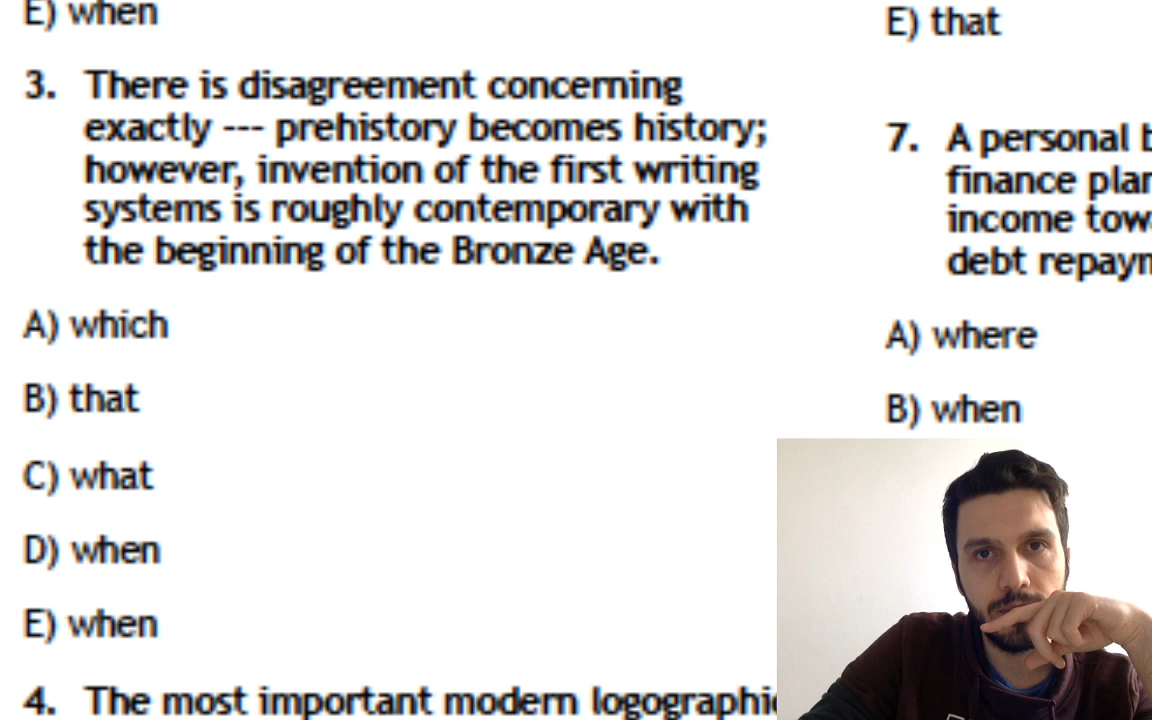 E) when
3. There is disagreement concerning
exactly --- prehistory becomes history;
however, invention of the first writing
systems is roughly contemporary with
the beginning of the Bronze Age.
A) which
B) that
C) what
D) when
E) when
4. The most important modern logographic
E) that
7. A personal b
finance plan
income towa
debt repaym
A) where
B) when